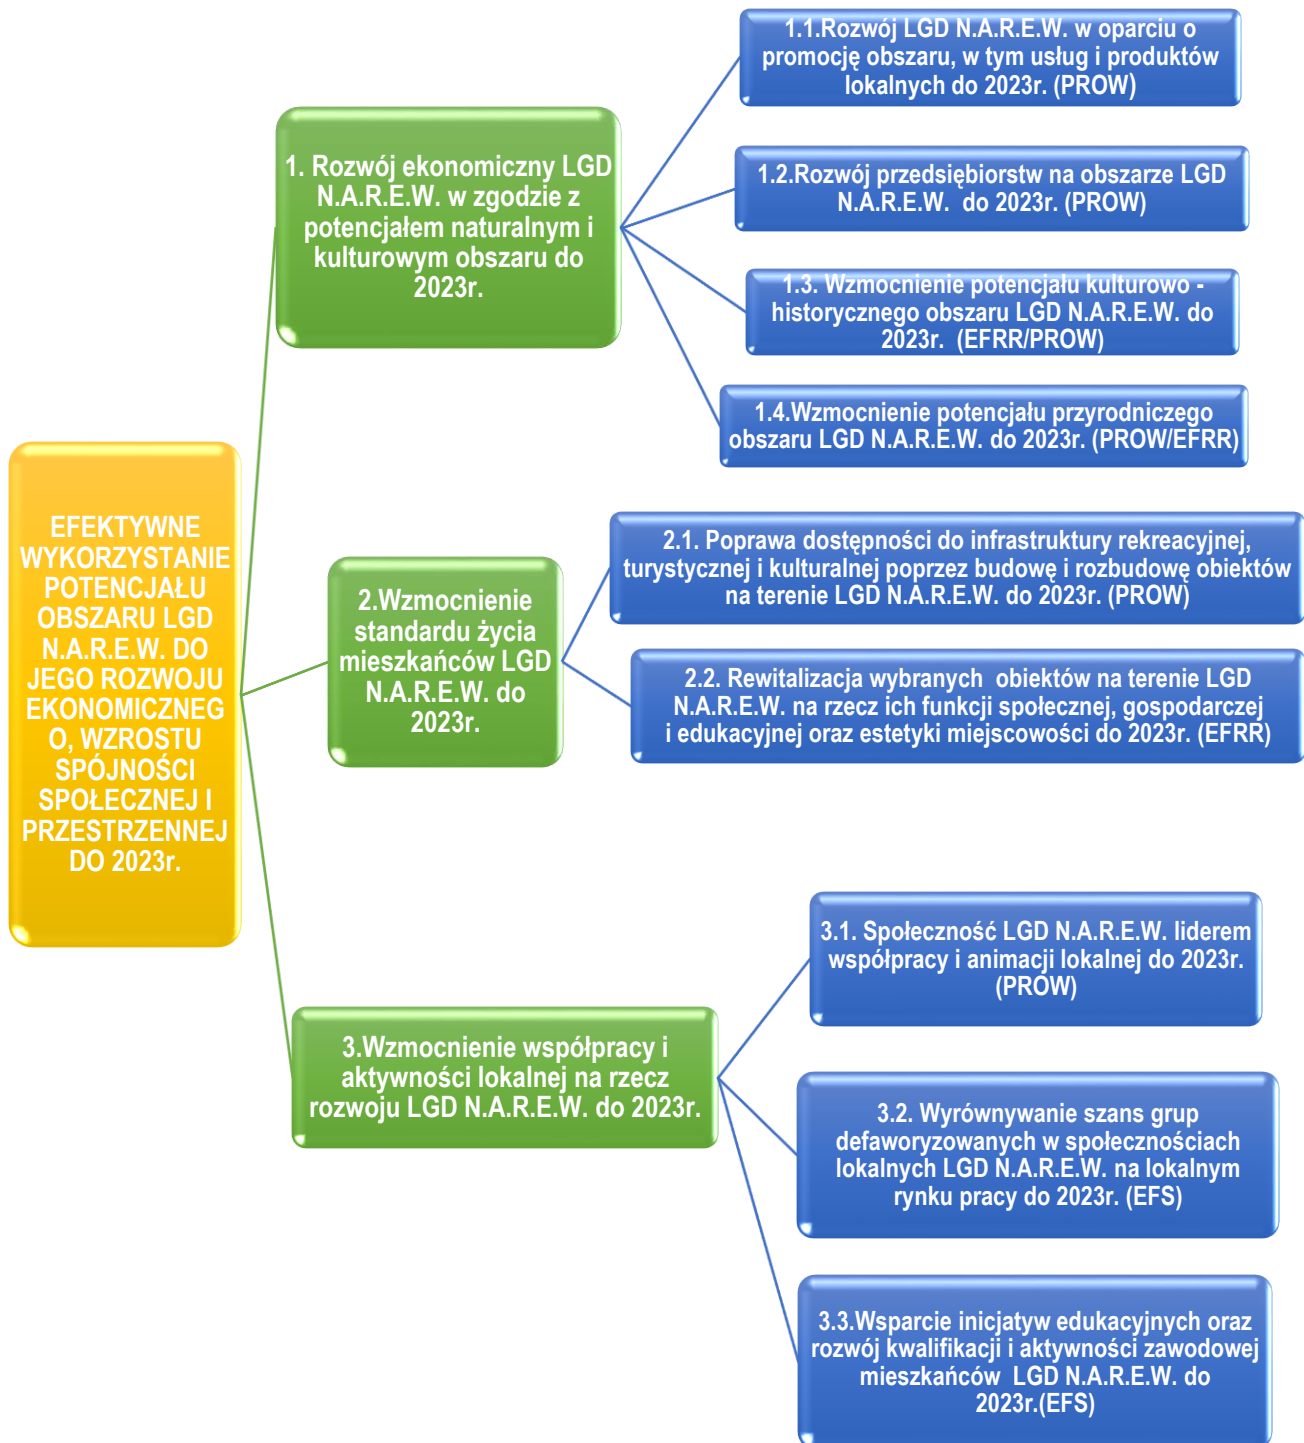 EFEKTYWNE
WYKORZYSTANIE
POTENCJAŁU
OBSZARU LGD
N.A.R.E.W. DO
JEGO ROZWOJU
EKONOMICZNEG
O, WZROSTU
SPÓJNOŚCI
SPOŁECZNEJ I
PRZESTRZENNEJ
DO 2023r.
1. Rozwój ekonomiczny LGD
N.A.R.E.W. w zgodzie z
potencjałem naturalnym i
kulturowym obszaru do
2023r.
1.1.Rozwój LGD N.A.R.E.W. w oparciu o
promocję obszaru, w tym usług i produktów
lokalnych do 2023r. (PROW)
1.2.Rozwój przedsiębiorstw na obszarze LGD
N.A.R.E.W. do 2023r. (PROW)
1.3. Wzmocnienie potencjału kulturowo -
historycznego obszaru LGD N.A.R.E.W. do
2023r. (EFRR/PROW)
1.4.Wzmocnienie potencjału przyrodniczego
obszaru LGD N.A.R.E.W. do 2023r. (PROW/EFRR)
2.Wzmocnienie
standardu życia
mieszkańców LGD
N.A.R.E.W. do
2023r.
2.1. Poprawa dostępności do infrastruktury rekreacyjnej,
turystycznej i kulturalnej poprzez budowę i rozbudowę obiektów
na terenie LGD N.A.R.E.W. do 2023r. (PROW)
2.2. Rewitalizacja wybranych obiektów na terenie LGD
N.A.R.E.W. na rzecz ich funkcji społecznej, gospodarczej
i edukacyjnej oraz estetyki miejscowości do 2023r. (EFRR)
3.Wzmocnienie współpracy i
aktywności lokalnej na rzecz
rozwoju LGD N.A.R.E.W. do 2023r.
3.1. Społeczność LGD N.A.R.E.W. liderem
współpracy i animacji lokalnej do 2023r.
(PROW)
3.2. Wyrównywanie szans grup
defaworyzowanych w społecznościach
lokalnych LGD N.A.R.E.W. na lokalnym
rynku pracy do 2023r. (EFS)
3.3.Wsparcie inicjatyw edukacyjnych oraz
rozwój kwalifikacji i aktywności zawodowej
mieszkańców LGD N.A.R.E.W. do
2023r.(EFS)